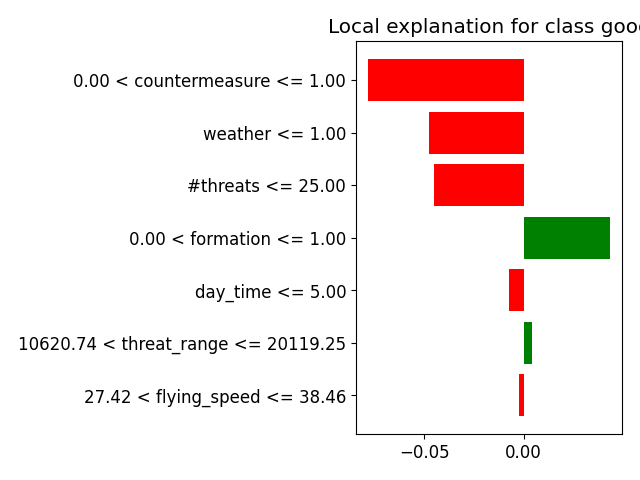 Local explanation for class goo
0.00 < countermeasure <= 1.00
weather <= 1.00
#threats <= 25.00
0.00 < formation <= 1.00
day_time <= 5.00
10620.74 < threat_range <= 20119.25
27.42 < flying_speed <= 38.46
−0.05 0.00